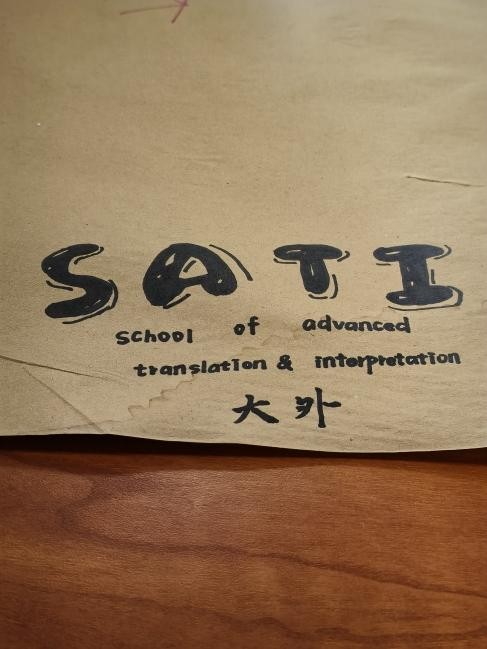 SATI
school of advanced
translation & interpretation
大外